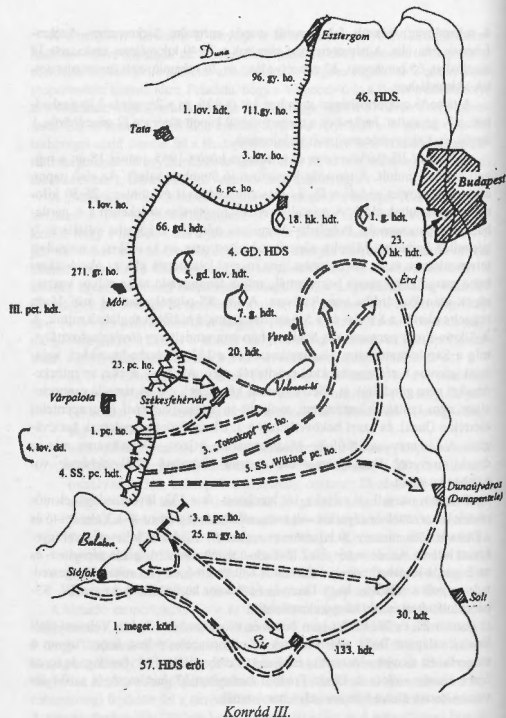 Esztergom
Duna
96. gy. ho.
46. HDS.
1. lov. hdt.
711.gy. ho.
Tata
3. lov. ho.
Budapest
6. pc. ho.
1. lov. ho.
18. hk. hdt.
1. g. hdt.
66. gd. hdt.
23.
hk. hdt.
4. GD. HDS
5. gd. lov. hdt.
Érd
271. gr. ho.
Mór
7. g. hdt.
III. pct. hdt.
Vereb
20. hdt.
23. pc. ho.
Velencei-tó
Várpalota
Székesfehérvár
1. pc. ho.
3. „Totenkopf" pc. ho.
4. lov. dd.
5. SS „Wiking" pc. ho.
4. SS. pc. hdt.
Dunaújváros
(Dunapentele)
3. n. pc. ho.
25. m. gy. ho.
Balaton
Siófok
Solt
30. hdt.
1. meger. körl.
Sió
133. hdt.
57. HDS erői
Konrád III.